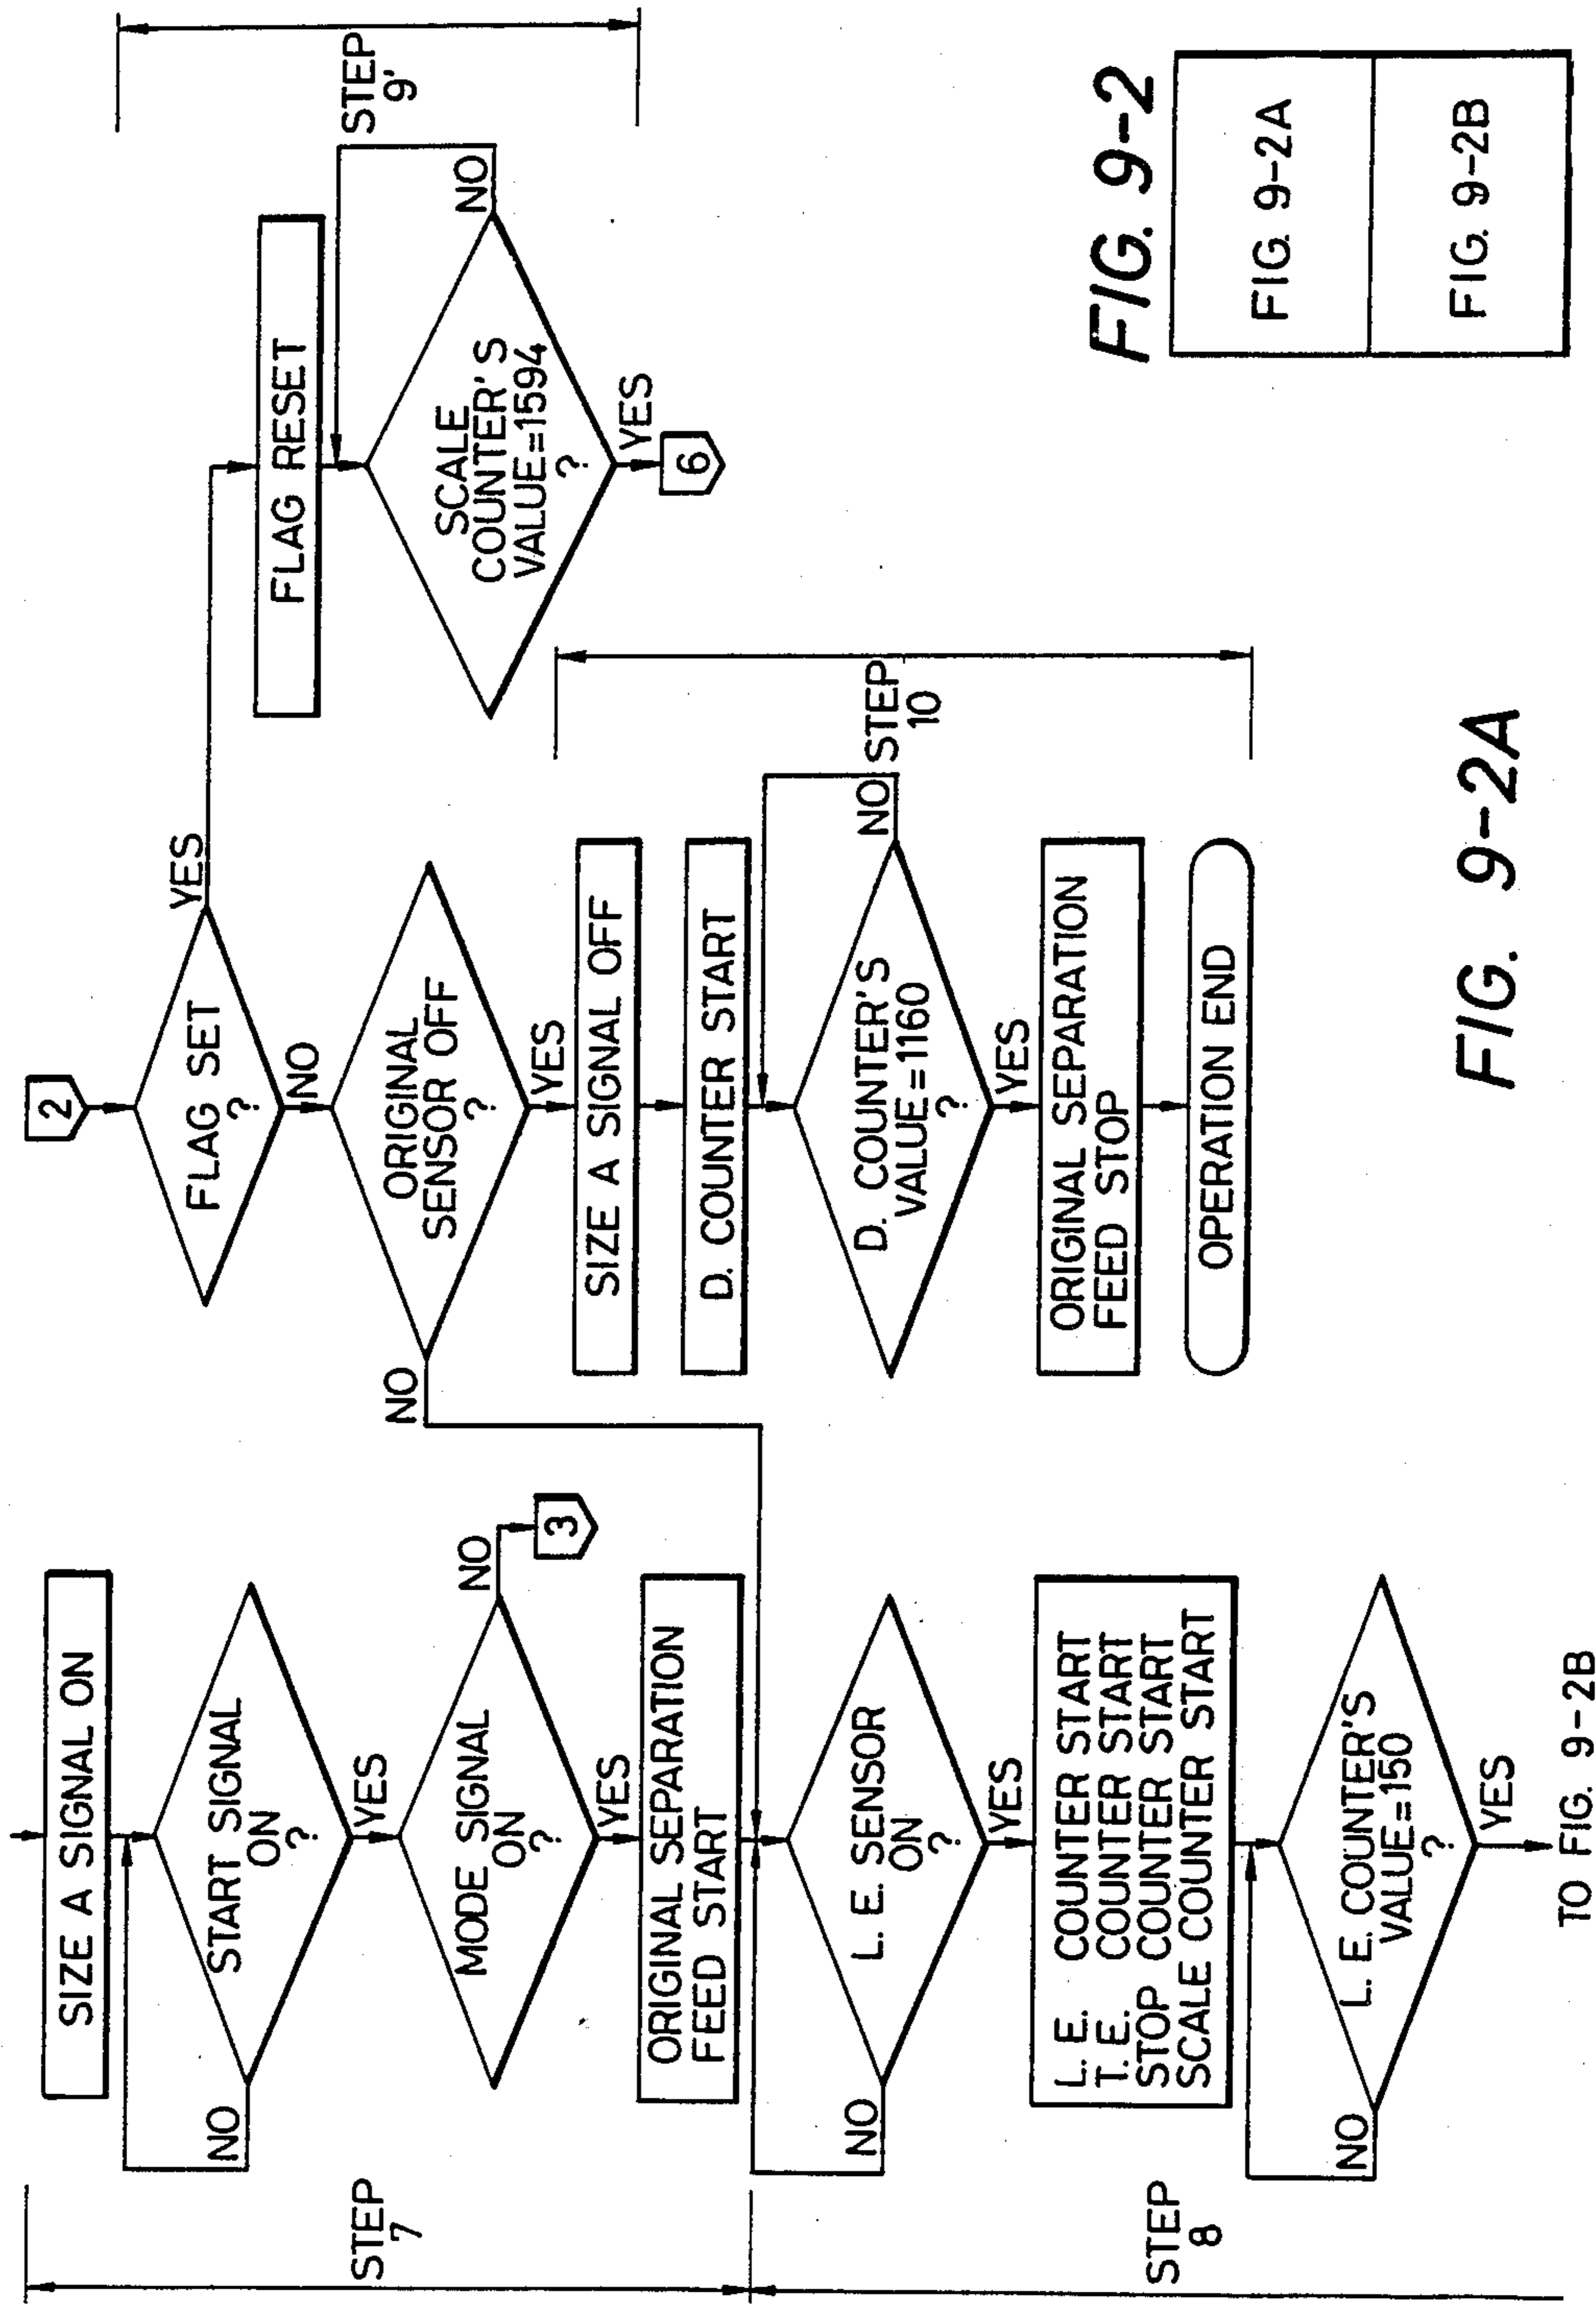 STEP
7
SIZE A SIGNAL ON
START SIGNAL
ON
?
NO
YES
MODE SIGNAL
ON
?
NO
3
YES
ORIGINAL SEPARATION
FEED START
STEP
8
L. E. SENSOR
ON
?
NO
YES
L. E. COUNTER START
T. E. COUNTER START
STOP COUNTER START
SCALE COUNTER START
L. E. COUNTER'S
VALUE=150
?
NO
YES
TO FIG. 9-2B
2
FLAG SET
?
YES
NO
ORIGINAL
SENSOR OFF
?
NO
YES
SIZE A SIGNAL OFF
D. COUNTER START
D. COUNTER'S
VALUE=1160
?
NO
YES
STEP
10
ORIGINAL SEPARATION
FEED STOP
OPERATION END
FLAG RESET
SCALE
COUNTER'S
VALUE=1594
?
NO
YES
6
STEP
9'
FIG. 9-2A
FIG. 9-2
FIG. 9-2A
FIG. 9-2B